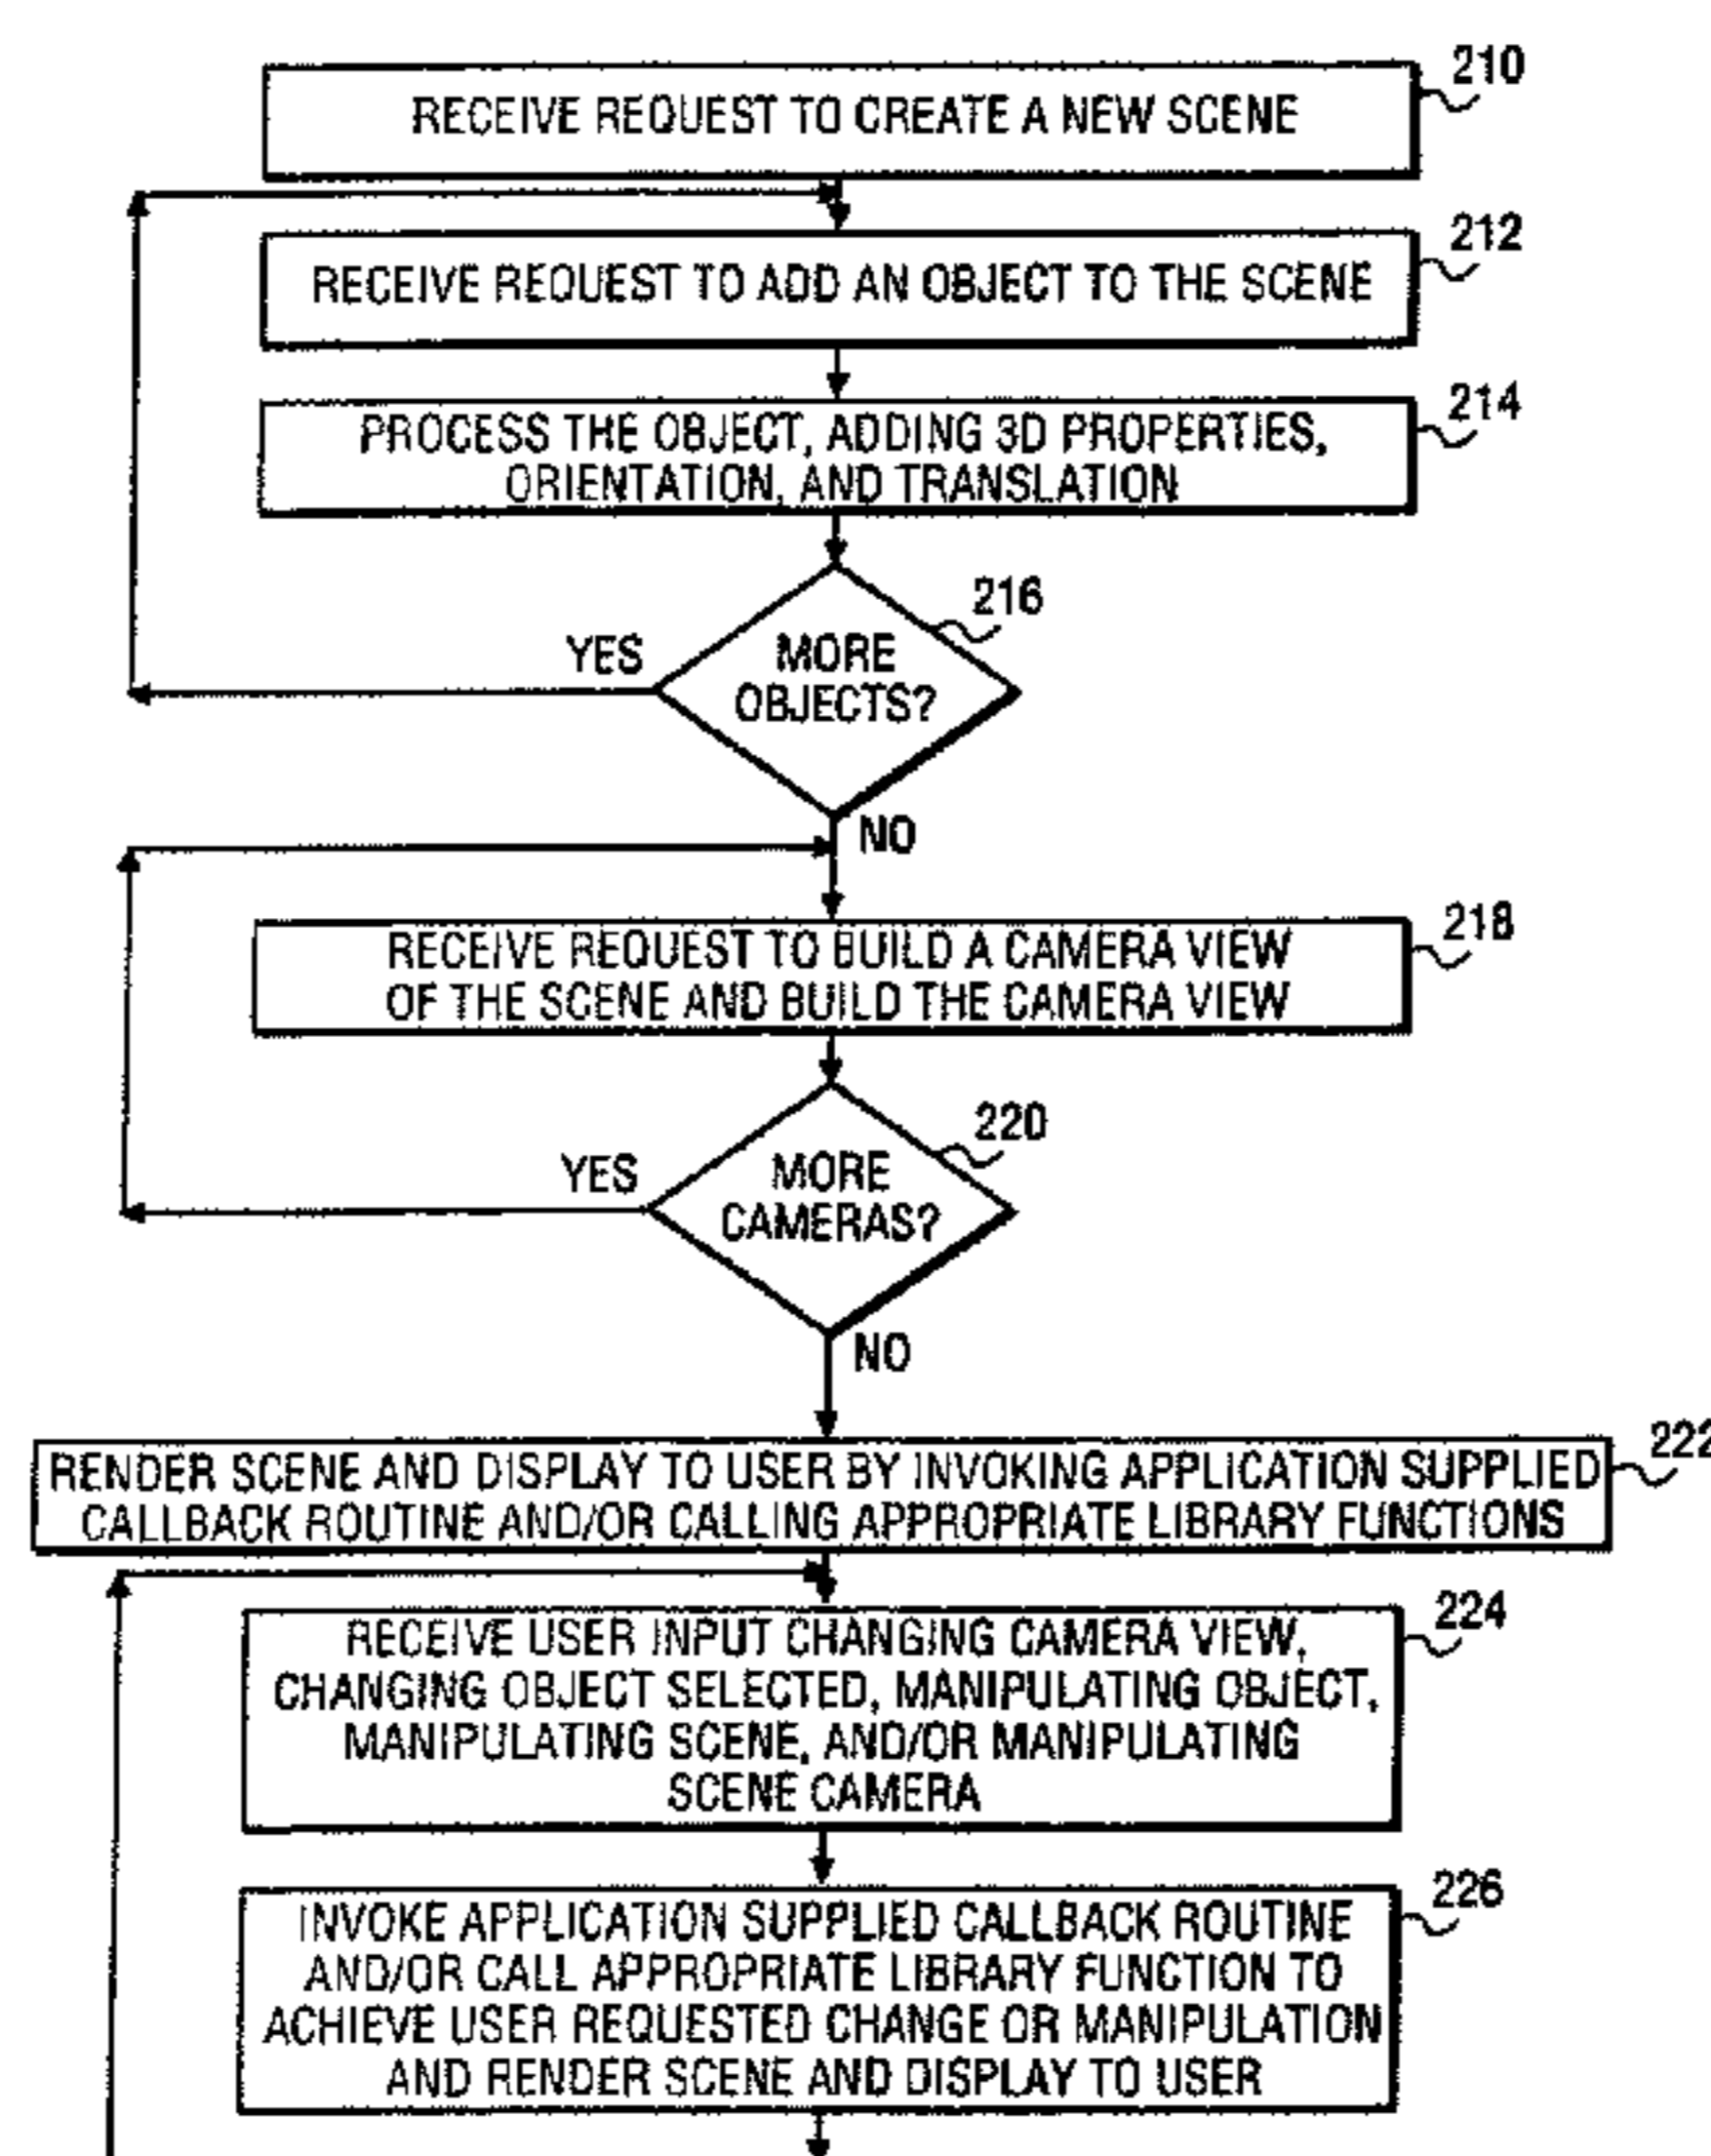 210
RECEIVE REQUEST TO CREATE A NEW SCENE
212
RECEIVE REQUEST TO ADD AN OBJECT TO THE SCENE
214
PROCESS THE OBJECT, ADDING 3D PROPERTIES,
ORIENTATION, AND TRANSLATION
216
YES
MORE
OBJECTS?
NO
218
RECEIVE REQUEST TO BUILD A CAMERA VIEW
OF THE SCENE AND BUILD THE CAMERA VIEW
220
YES
MORE
CAMERAS?
NO
222
RENDER SCENE AND DISPLAY TO USER BY INVOKING APPLICATION SUPPLIED
CALLBACK ROUTINE AND/OR CALLING APPROPRIATE LIBRARY FUNCTIONS
224
RECEIVE USER INPUT CHANGING CAMERA VIEW,
CHANGING OBJECT SELECTED, MANIPULATING OBJECT,
MANIPULATING SCENE, AND/OR MANIPULATING
SCENE CAMERA
226
INVOKE APPLICATION SUPPLIED CALLBACK ROUTINE
AND/OR CALL APPROPRIATE LIBRARY FUNCTION TO
ACHIEVE USER REQUESTED CHANGE OR MANIPULATION
AND RENDER SCENE AND DISPLAY TO USER